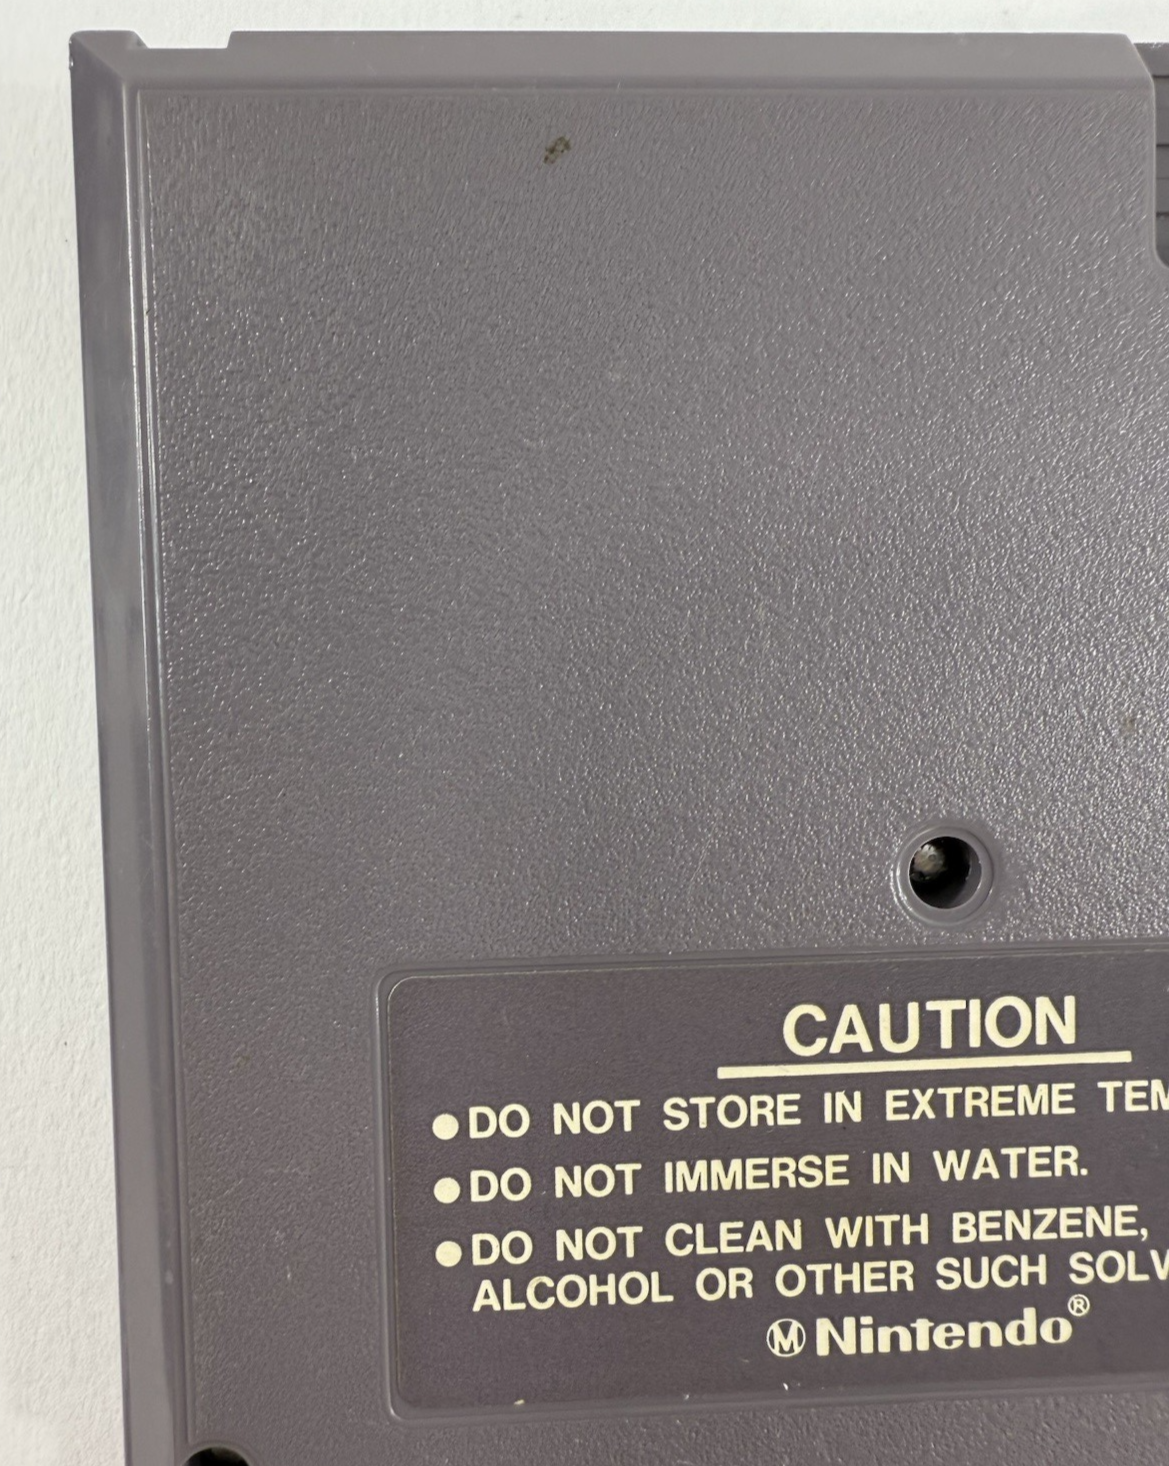 CAUTION
●DO NOT STORE IN EXTREME
●DO NOT IMMERSE IN WATER.
●DO NOT CLEAN WITH BENZENE,
ALCOHOL OR OTHER SUCH
Ⓜ Nintendo®